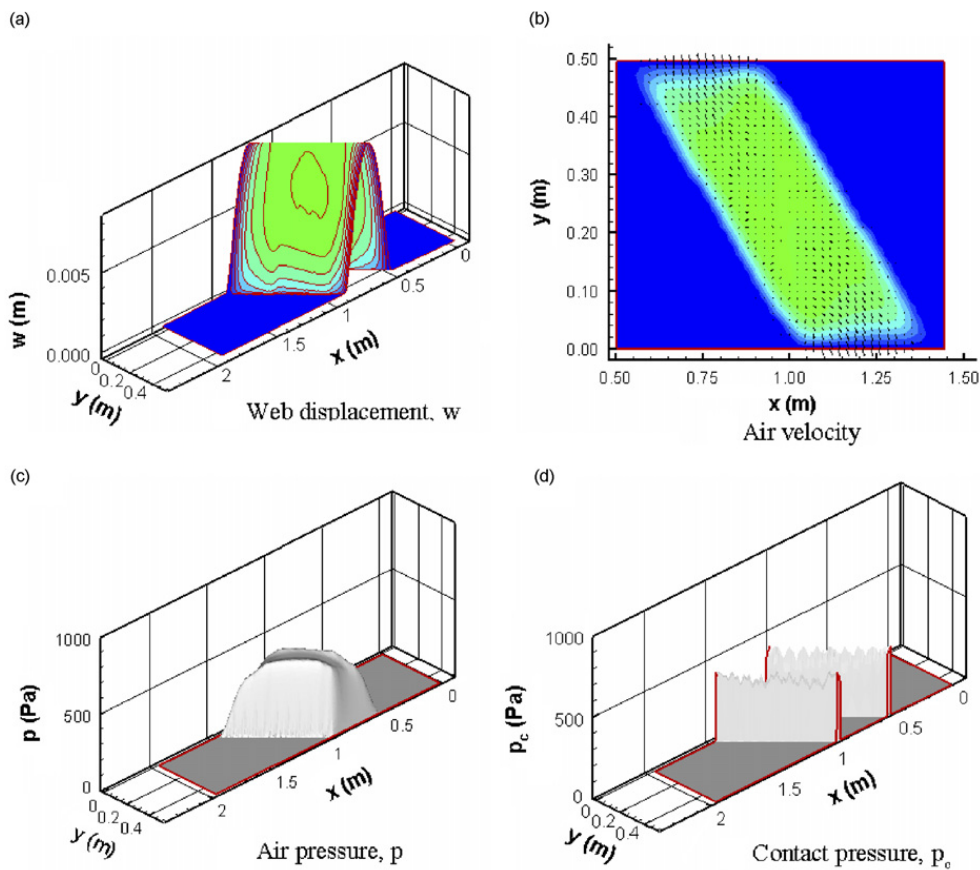 (a)
0.005
0.000
w (m)
0
0.2
0.4
y (m)
2
1.5
1
0.5
0
x (m)
Web displacement, w
(b)
0.50
0.40
0.30
0.20
0.10
0.00
y (m)
0.50
0.75
1.00
1.25
1.50
x (m)
Air velocity
(c)
1000
500
0
p (Pa)
0
0.2
0.4
y (m)
2
1.5
1
0.5
0
x (m)
Air pressure, p
(d)
1000
500
0
pc (Pa)
0
0.2
0.4
y (m)
2
1.5
1
0.5
0
x (m)
Contact pressure, pc